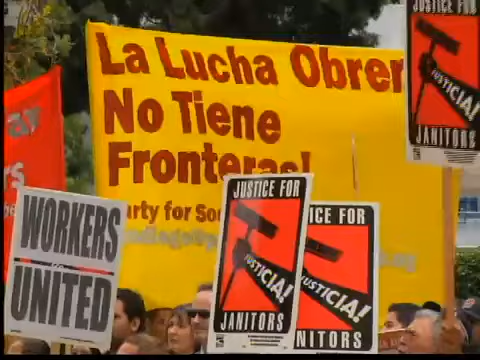 La Lucha Obrer
No Tiene
Fronteras!
arty for So
WORKERS
UNITED
JUSTICE FOR
JUSTICIA!
JANITORS
ICE FOR
JUSTICIA!
NITORS
JUSTICE FOR
JUSTICIA!
JANITORS